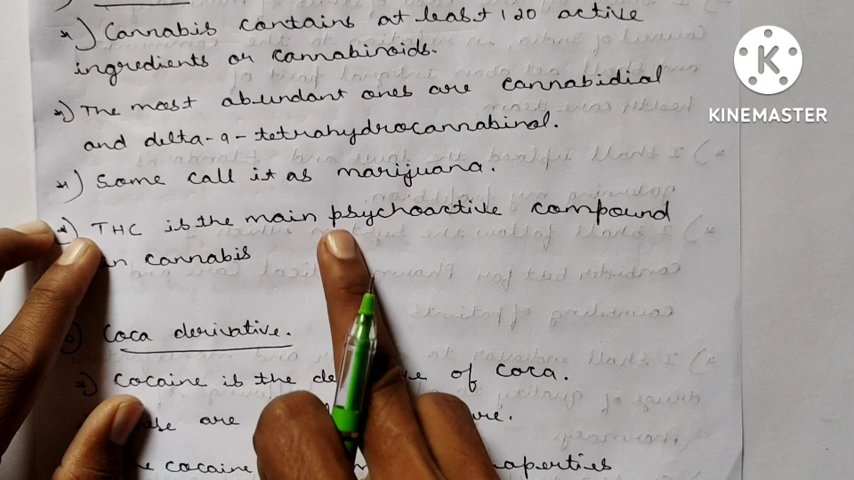 *) Cannabis contains at least 120 active
ingredients or cannabinoids.
*) The most abundant ones are cannabidial
and delta-9-tetrahydrocannabinol.
*) Some call it as marijuana.
*) THC is the main psychoactive compound
in cannabis
Coca derivative.
*) Cocaine is the of coca.
are
cocaine
K
KINEMASTER